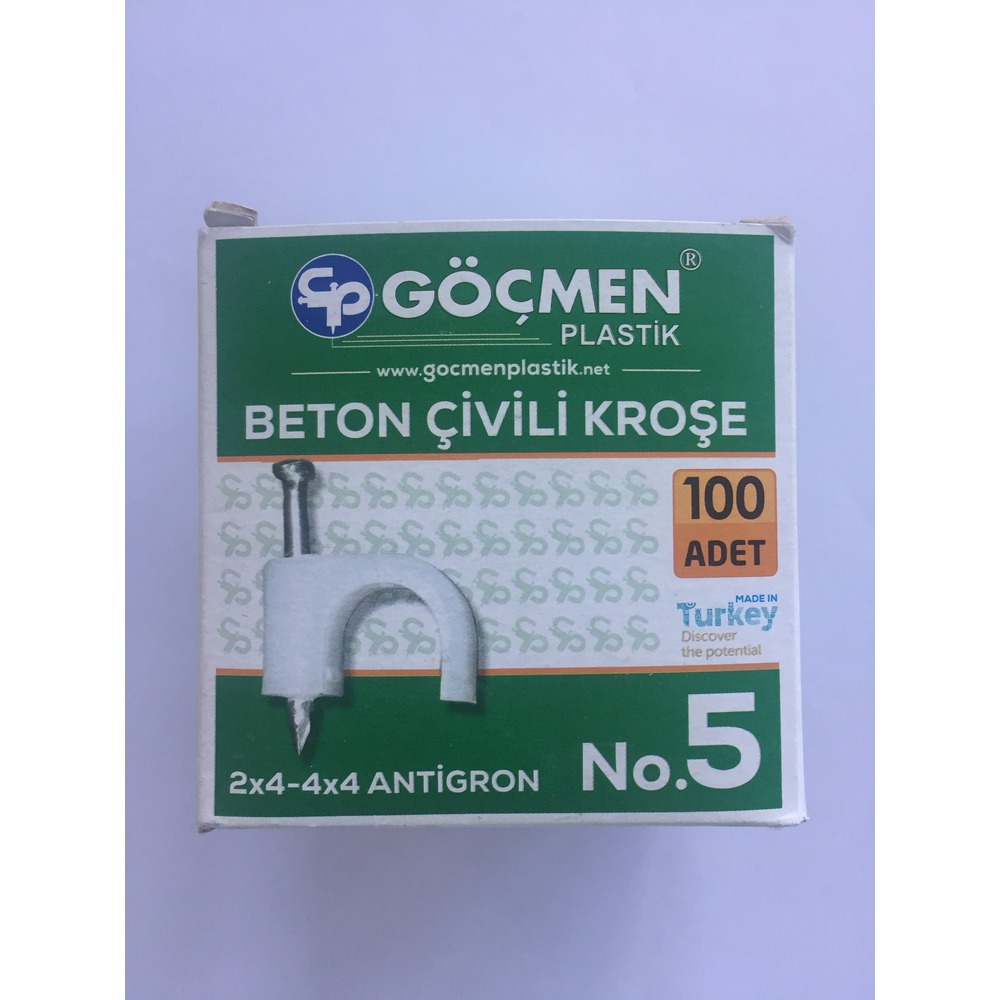 GÖÇMEN®
PLASTİK
www.gocmenplastik.net
BETON ÇİVİLİ KROŞE
100
ADET
MADE IN
Turkey
Discover
the potential
2x4-4x4 ANTİGRON
No.5